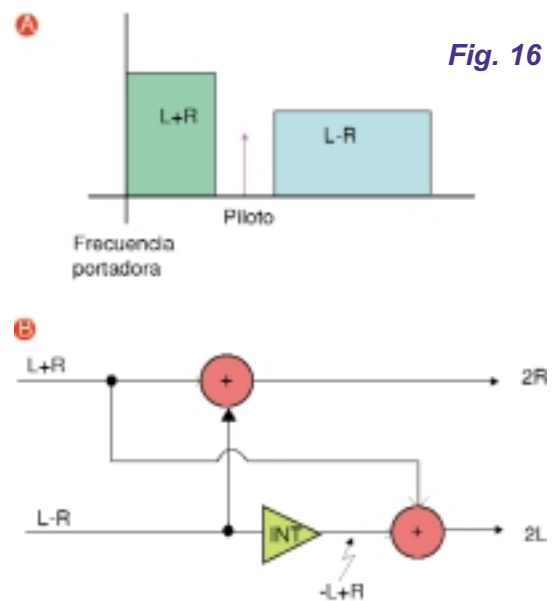 A
Fig. 16
L+R
L-R
Piloto
Frecuencia
portadora
B
L+R
+
2R
L-R
INT
+
2L
-L+R